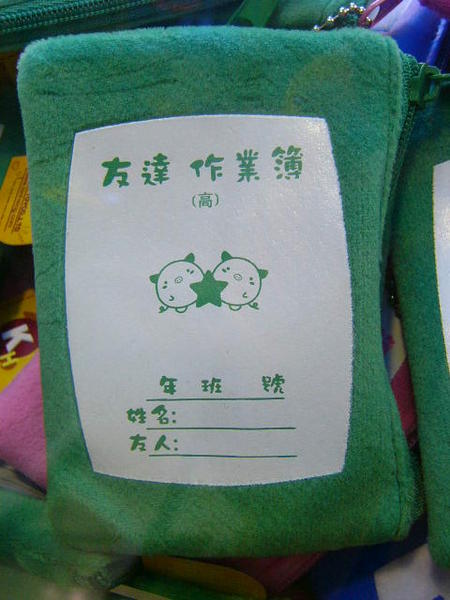 友達 作業簿
(高)
年 班 號
姓名:
友人:
K
H